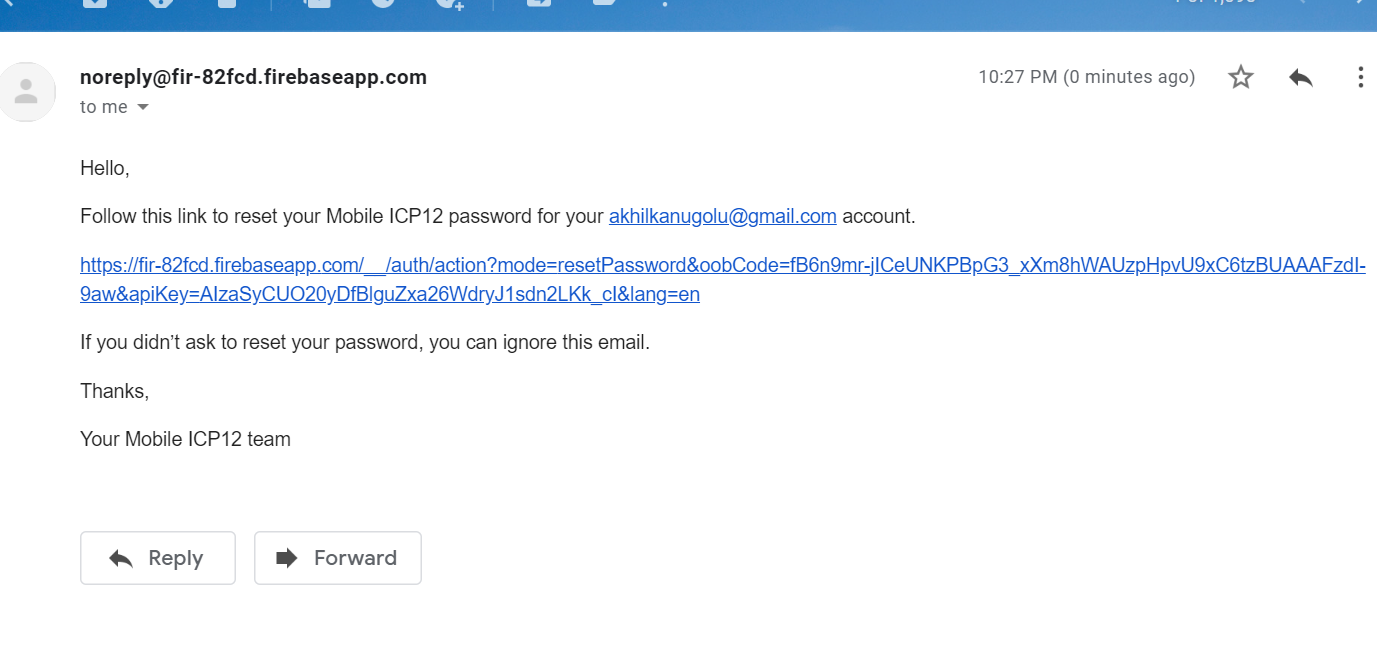 noreply@fir-82fcd.firebaseapp.com
10:27 PM (0 minutes ago)
to me
Hello,
Follow this link to reset your Mobile ICP12 password for your akhilkanugolu@gmail.com account.
https://fir-82fcd.firebaseapp.com/__/auth/action?mode=resetPassword&oobCode=fB6n9mr-jICeUNKPBpG3_xXm8hWAUzpHpvU9xC6tzBUAAAFzdI-
9aw&apiKey=AIzaSyCUO20yDfBlguZxa26WdryJ1sdn2LKk_cI&lang=en
If you didn’t ask to reset your password, you can ignore this email.
Thanks,
Your Mobile ICP12 team
Reply
Forward